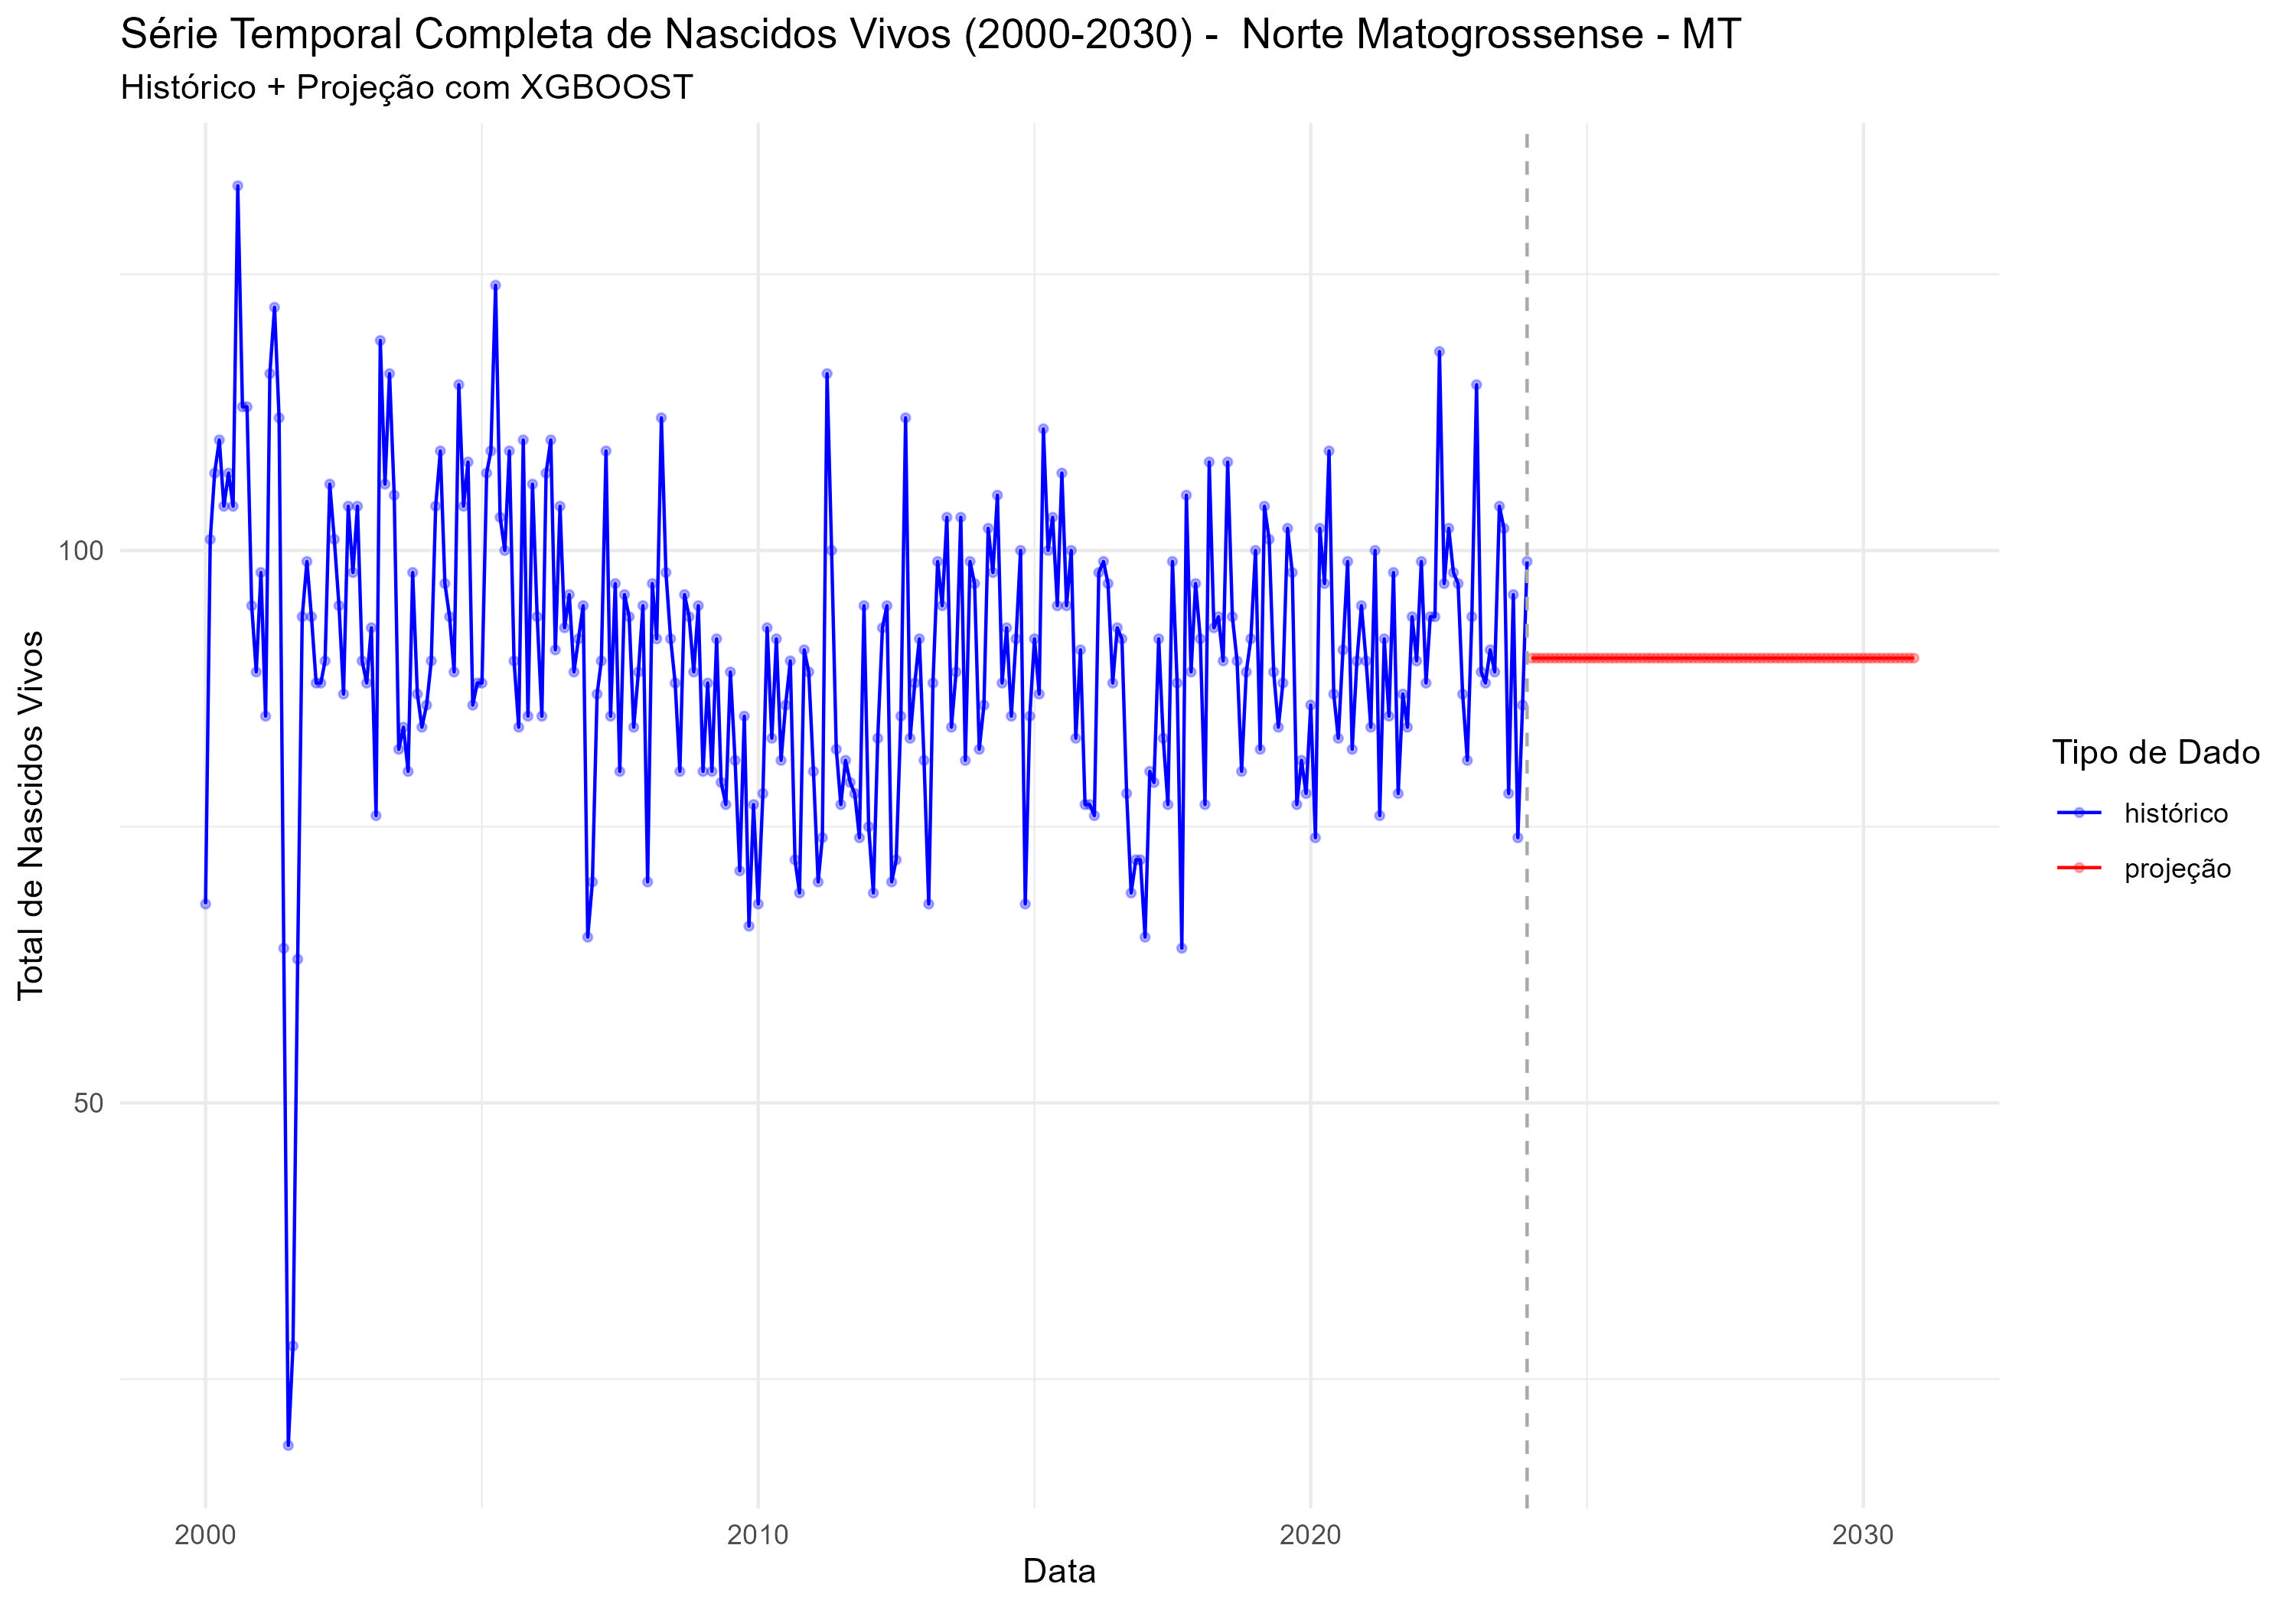 Série Temporal Completa de Nascidos Vivos (2000-2030) -  Norte Matogrossense - MT
Histórico + Projeção com XGBOOST
Total de Nascidos Vivos
100
50
2000
2010
2020
2030
Data
Tipo de Dado
histórico
projeção